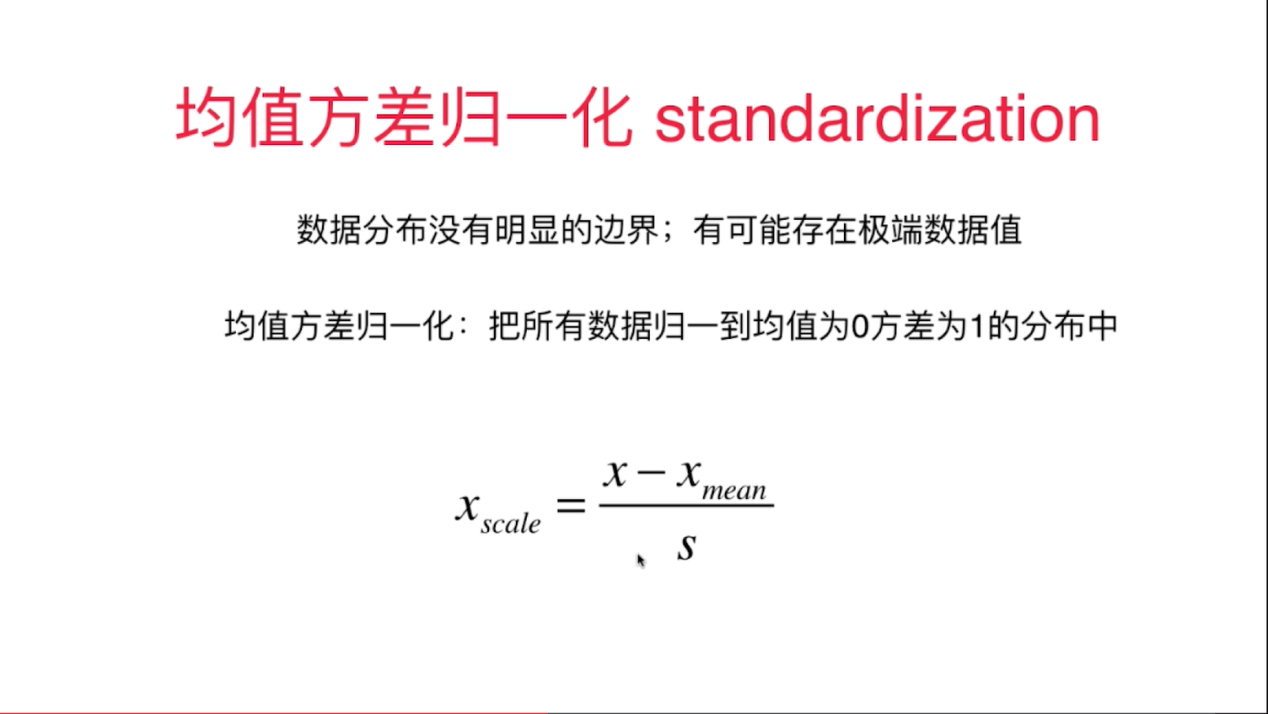 均值方差归一化 standardization
数据分布没有明显的边界；有可能存在极端数据值
均值方差归一化：把所有数据归一到均值为0方差为1的分布中
x_scale = (x − x_mean) / s